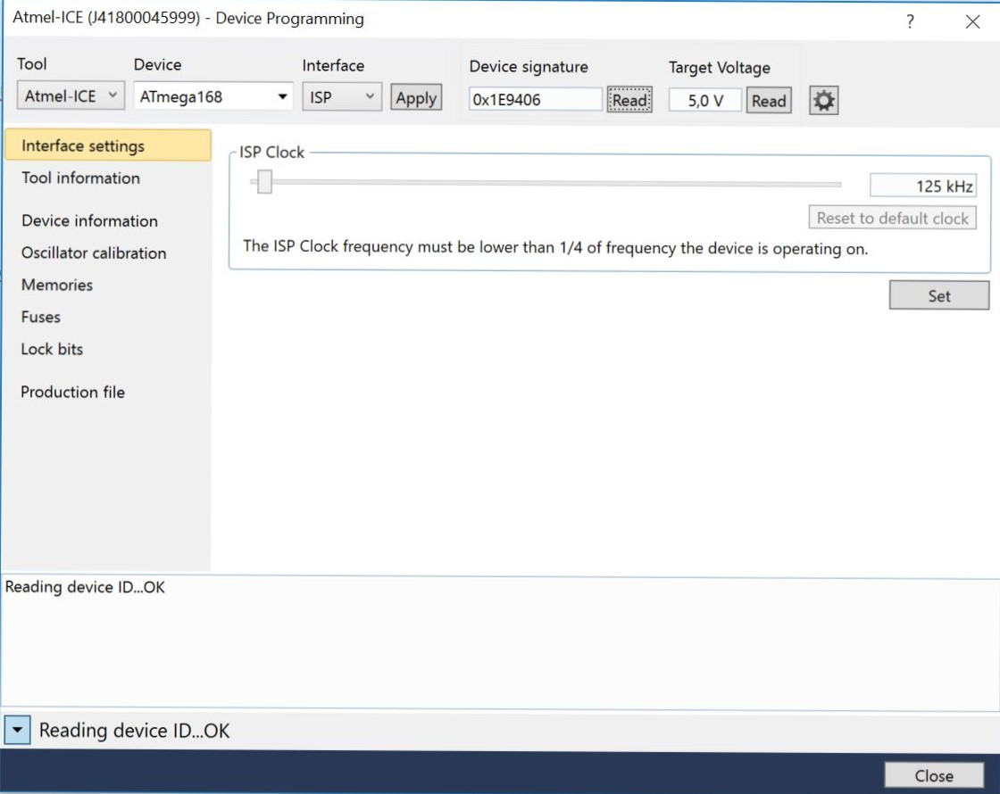 Atmel-ICE (J41800045999) - Device Programming
?
Tool Device Interface Device signature Target Voltage
Atmel-ICE ATmega168 ISP Apply 0x1E9406 Read 5,0 V Read
Interface settings
Tool information
Device information
Oscillator calibration
Memories
Fuses
Lock bits
Production file
ISP Clock
125 kHz
Reset to default clock
The ISP Clock frequency must be lower than 1/4 of frequency the device is operating on.
Set
Reading device ID...OK
Reading device ID...OK
Close